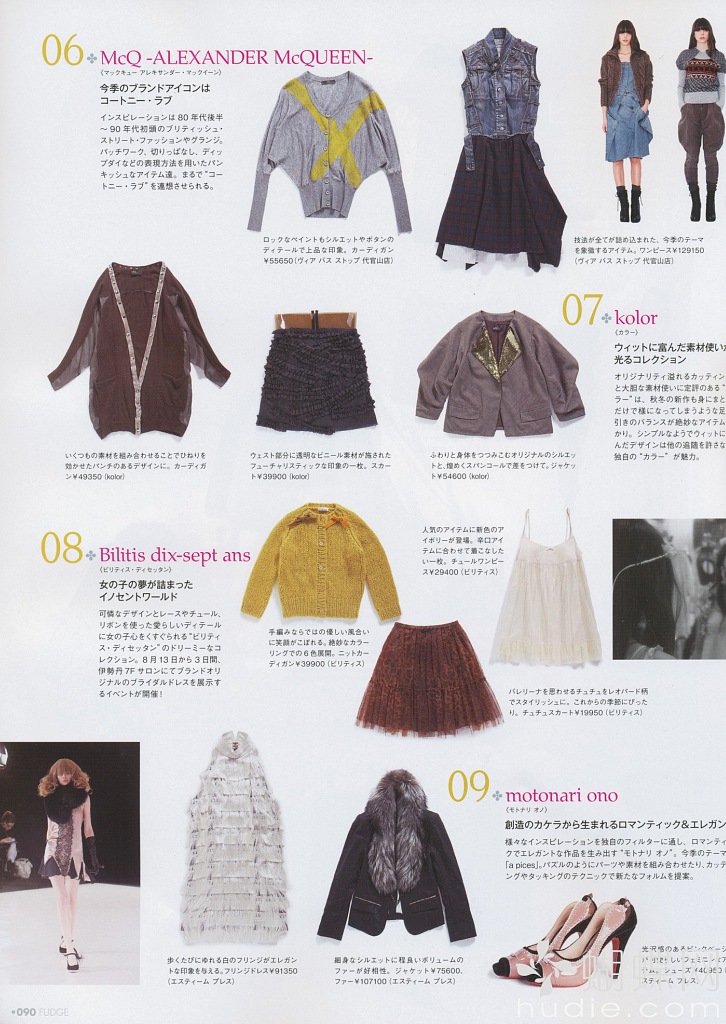 06 McQ -ALEXANDER McQUEEN-
（マックキュー アレキサンダー・マックイーン）
今季のブランドアイコンは
コートニー・ラブ
インスピレーションは 80 年代後半
～ 90 年代初頭のブリティッシュ・
ストリート・ファッションやグランジ。
パッチワーク、切りっぱなし、ディッ
プダイなどの表現方法を用いたパン
キッシュなアイテム達。まるで“コー
トニー・ラブ”を連想させられる。
ロックなペイントもシルエットやボタンの
ディテールで上品な印象。カーディガン
¥55650（ヴィア バス ストップ 代官山店）
技法が全てが詰め込まれた、今季のテーマ
を象徴するアイテム。ワンピース¥129150
（ヴィア バス ストップ 代官山店）
07 kolor
（カラー）
ウィットに富んだ素材使い
光るコレクション
オリジナリティ溢れるカッティン
と大胆な素材使いに定評のある“
ラー”は、秋冬の新作も身にまと
だけで様になってしまうような足
引きのバランスが絶妙なアイテム
かり。シンプルなようでウィットに
んだデザインは他の追随を許さな
独自の“カラー”が魅力。
いくつもの素材を組み合わせることでひねりを
効かせたパンチのあるデザインに。カーディガ
ン¥49350（kolor）
ウェスト部分に透明なビニール素材が施された
フューチャリスティックな印象の一枚。スカー
ト¥39900（kolor）
ふわりと身体をつつみこむオリジナルのシルエッ
トと、煌めくスパンコールで差をつけて。ジャケッ
ト¥54600（kolor）
08 Bilitis dix-sept ans
（ビリティス・ディセッタン）
女の子の夢が詰まった
イノセントワールド
可憐なデザインとレースやチュール、
リボンを使った愛らしいディテール
に女の子心をくすぐられる“ビリティ
ス・ディセッタン”のドリーミーなコ
レクション。8 月 13 日から 3 日間、
伊勢丹 7F サロンにてブランドオリ
ジナルのブライダルドレスを展示す
るイベントが開催！
人気のアイテムに新色のア
イボリーが登場。辛口アイ
テムに合わせて着こなした
い一枚。チュールワンピー
ス¥29400（ビリティス）
手編みならではの優しい風合い
に笑顔がこぼれる。絶妙なカラー
リングでの 6 色展開。ニットカー
ディガン¥39900（ビリティス）
バレリーナを思わせるチュチュをレオパード柄
でスタイリッシュに。これからの季節にぴった
り。チュチュスカート¥19950（ビリティス）
09 motonari ono
（モトナリ オノ）
創造のカケラから生まれるロマンティック＆エレガン
様々なインスピレーションを独自のフィルターに通し、ロマンティ
クでエレガントな作品を生み出す“モトナリ オノ”。今季のテーマ
「a pices」。パズルのようにパーツや素材を組み合わせたり、カッテ
ングやタッキングのテクニックで新たなフォルムを提案。
歩くたびにゆれる白のフリンジがエレガン
トな印象を与える。フリンジドレス¥91350
（エスティーム プレス）
細身なシルエットに程良いボリュームの
ファーが好相性。ジャケット¥75600、
ファー¥107100（エスティーム プレス）
光沢感のあるピンクベージ
シューズ ¥40950
スティーム プレス）
•090 FUDGE
hudie.com